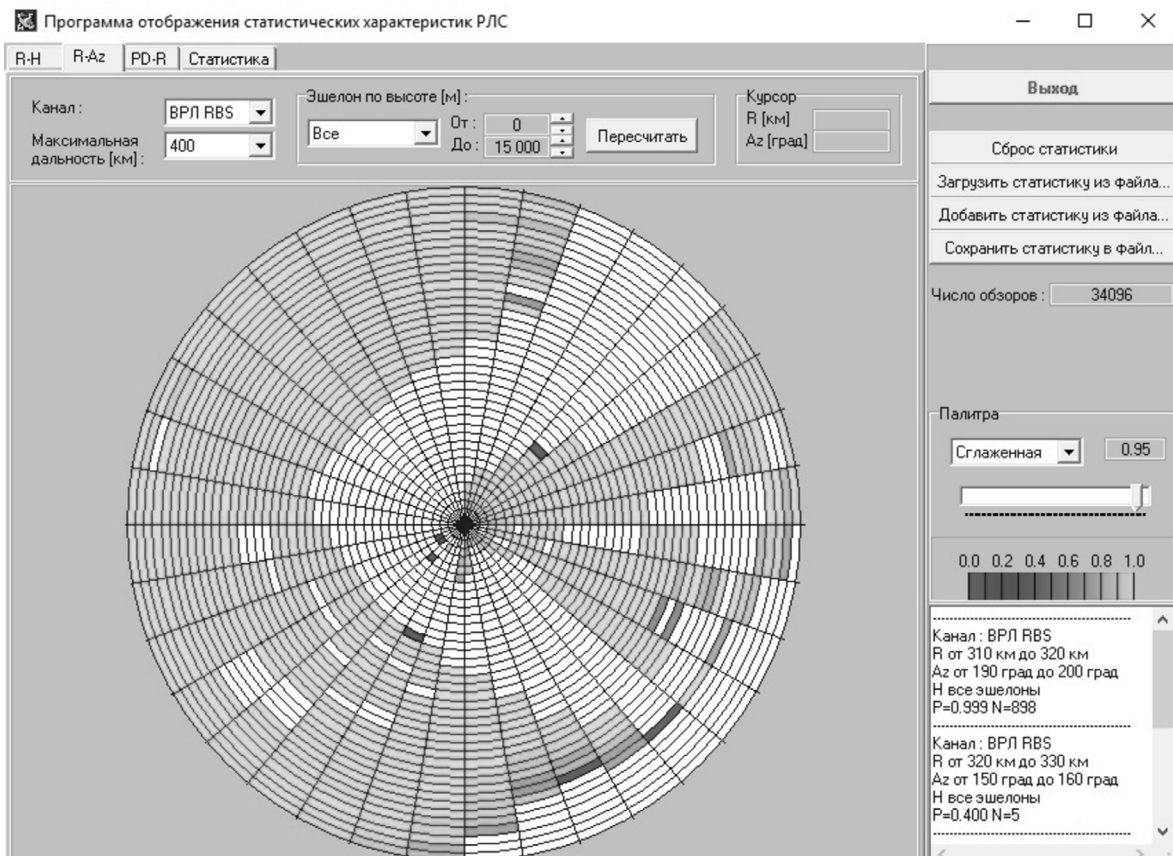 Программа отображения статистических характеристик РЛС
R-H
R-Az
PD-R
Статистика
Канал :
ВРЛ RBS
Максимальная
дальность [км] :
400
Эшелон по высоте [м] :
Все
От :
0
До :
15 000
Пересчитать
Курсор
R [км]
Az [град]
Выход
Сброс статистики
Загрузить статистику из файла...
Добавить статистику из файла...
Сохранить статистику в файл...
Число обзоров :
34096
Палитра
Сглаженная
0.95
0.0 0.2 0.4 0.6 0.8 1.0
Канал : ВРЛ RBS
R от 310 км до 320 км
Az от 190 град до 200 град
H все эшелоны
P=0.999 N=898
Канал : ВРЛ RBS
R от 320 км до 330 км
Az от 150 град до 160 град
H все эшелоны
P=0.400 N=5